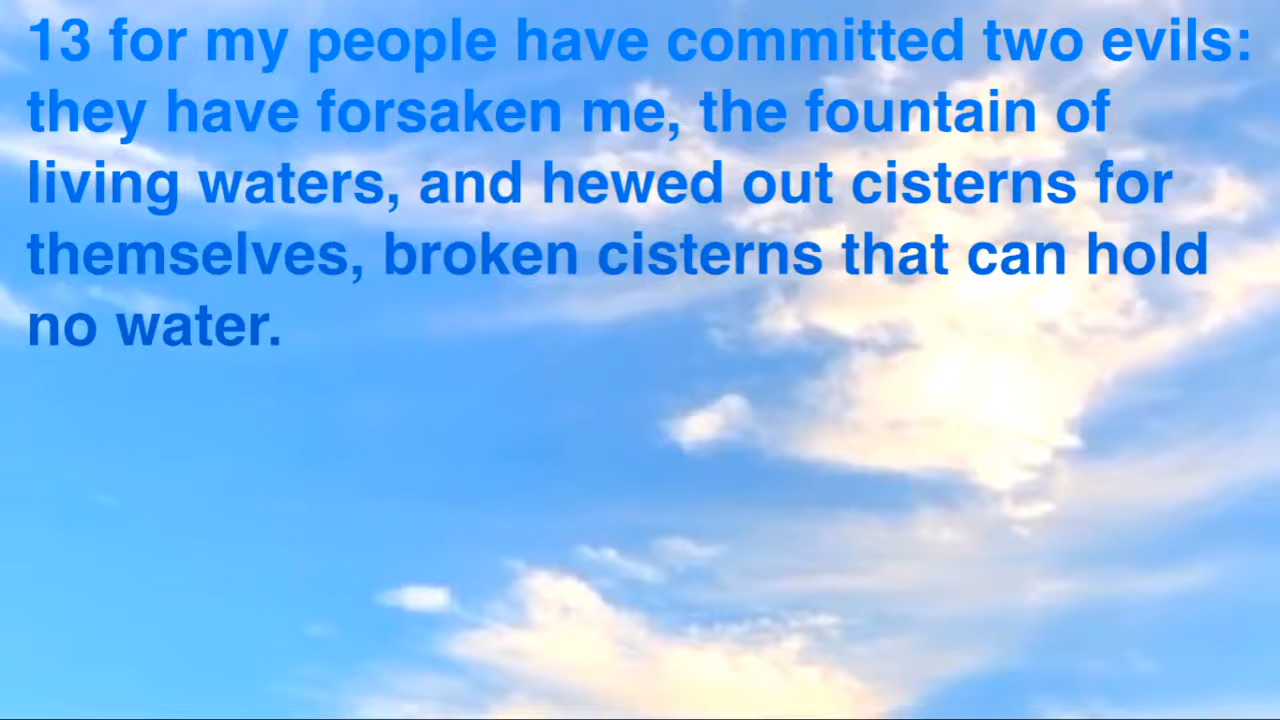 13 for my people have committed two evils:
they have forsaken me, the fountain of
living waters, and hewed out cisterns for
themselves, broken cisterns that can hold
no water.